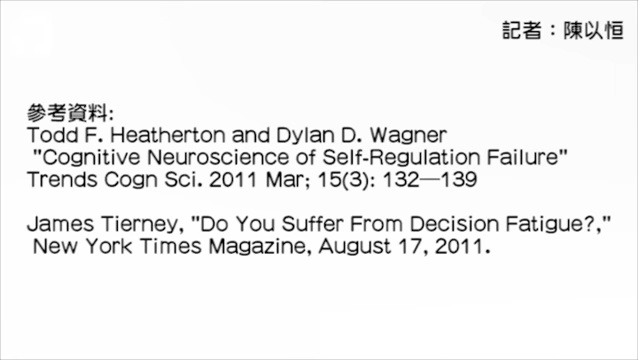 記者：陳以恒
參考資料:
Todd F. Heatherton and Dylan D. Wagner
"Cognitive Neuroscience of Self-Regulation Failure"
Trends Cogn Sci. 2011 Mar; 15(3): 132—139
James Tierney, "Do You Suffer From Decision Fatigue?,"
New York Times Magazine, August 17, 2011.